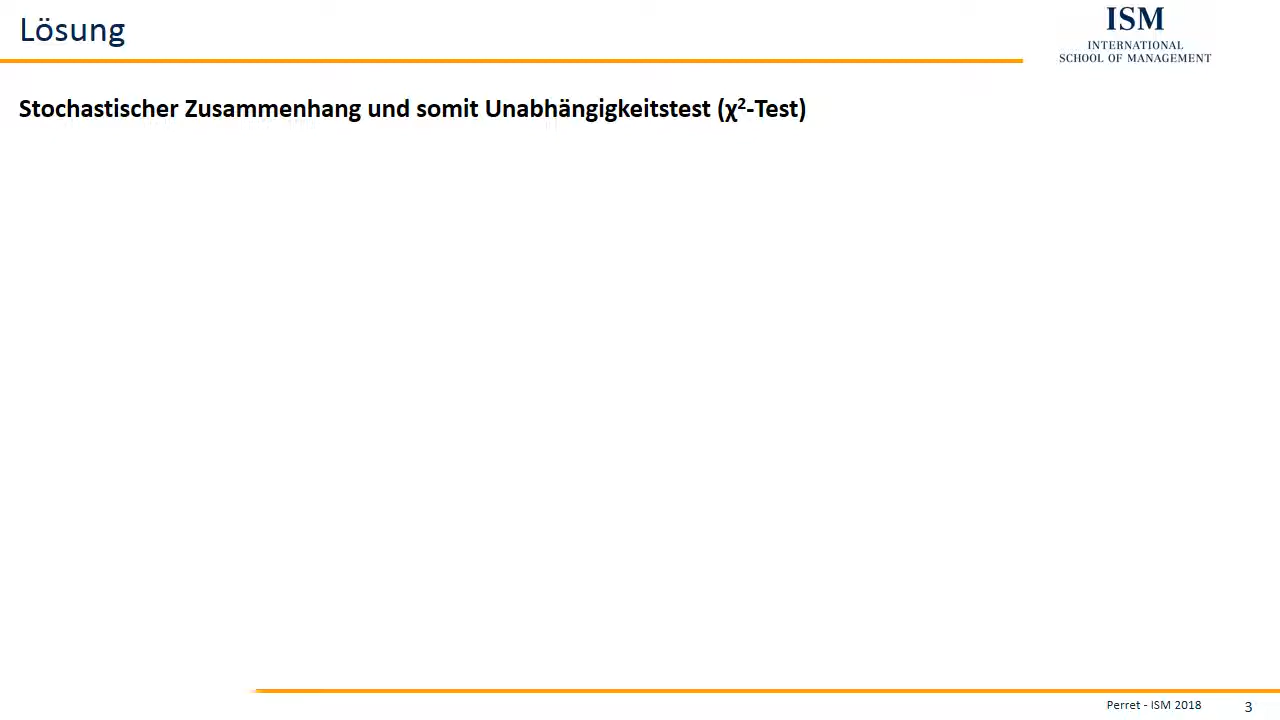 Lösung
ISM
INTERNATIONAL
SCHOOL OF MANAGEMENT
Stochastischer Zusammenhang und somit Unabhängigkeitstest (χ²-Test)
Perret - ISM 2018
3